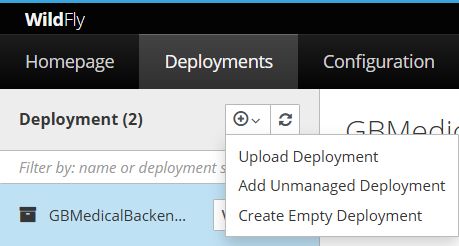 WildFly
Homepage Deployments Configuration
Deployment (2)
GBMedi
Filter by: name or deployment s
Upload Deployment
Add Unmanaged Deployment
Create Empty Deployment
GBMedicalBacken...